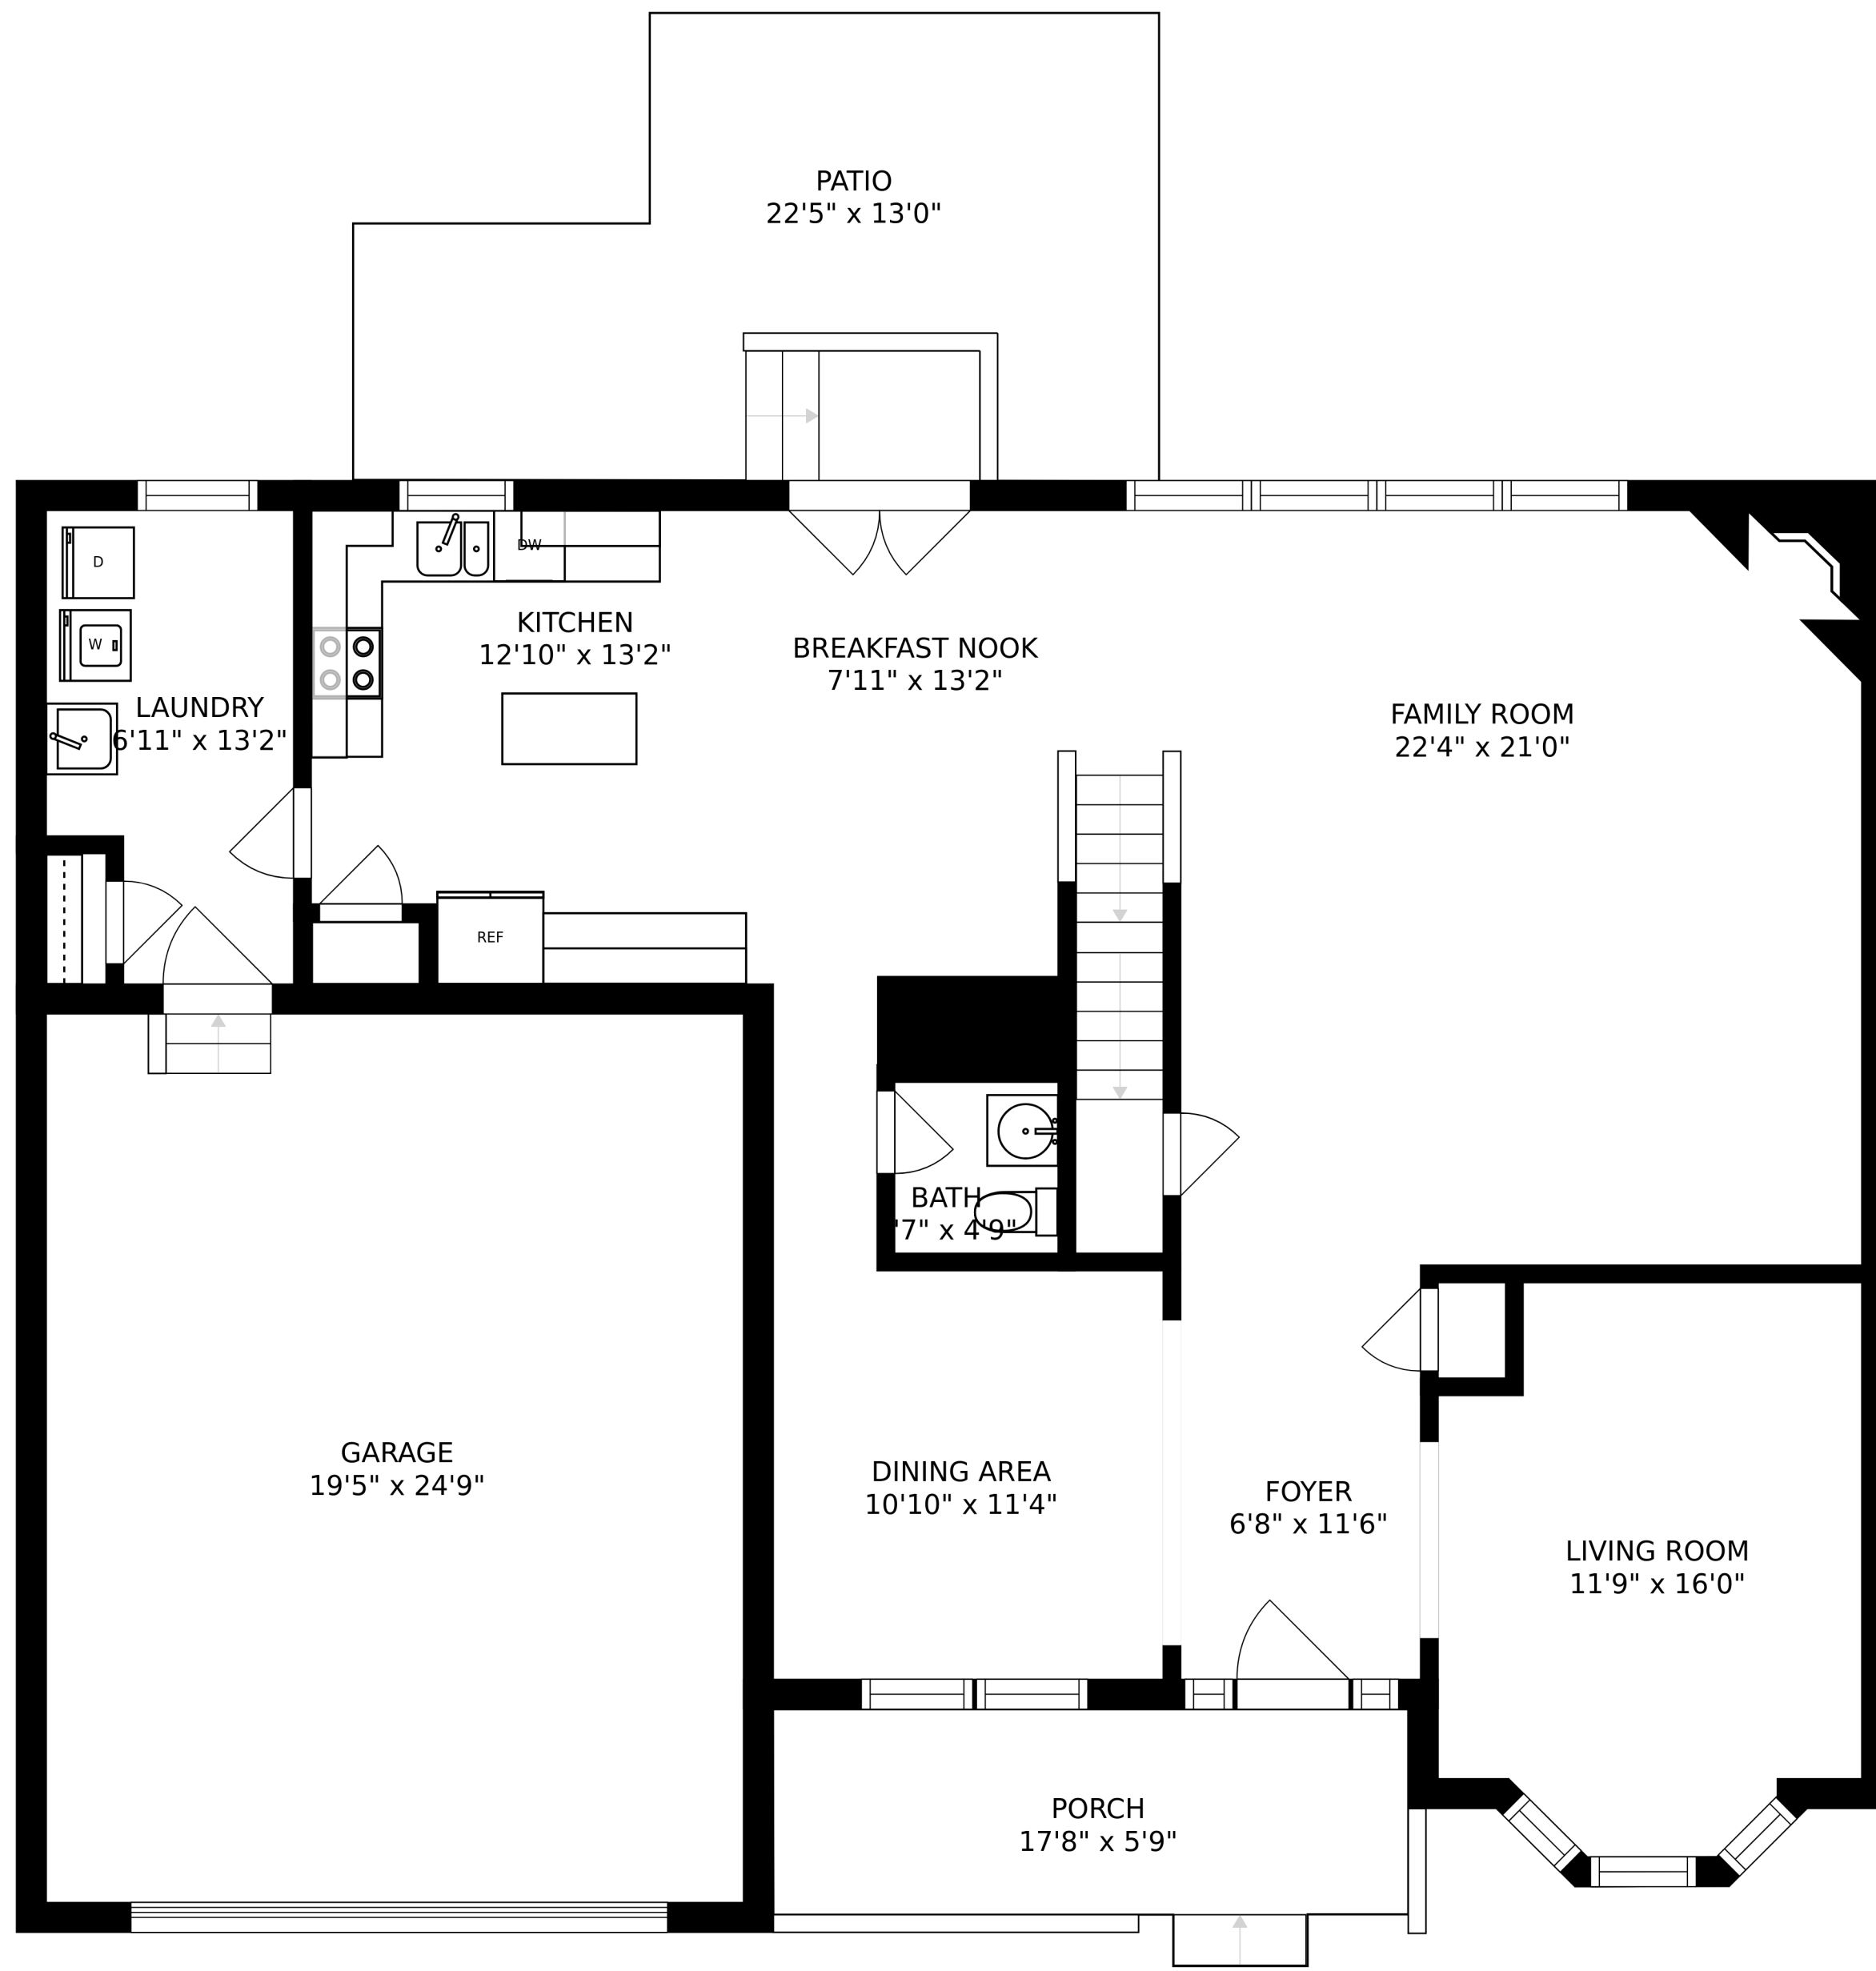 PATIO
22'5" x 13'0"
D
W
LAUNDRY
6'11" x 13'2"
DW
KITCHEN
12'10" x 13'2"
BREAKFAST NOOK
7'11" x 13'2"
FAMILY ROOM
22'4" x 21'0"
REF
BATH
'7" x 4'9"
GARAGE
19'5" x 24'9"
DINING AREA
10'10" x 11'4"
FOYER
6'8" x 11'6"
LIVING ROOM
11'9" x 16'0"
PORCH
17'8" x 5'9"